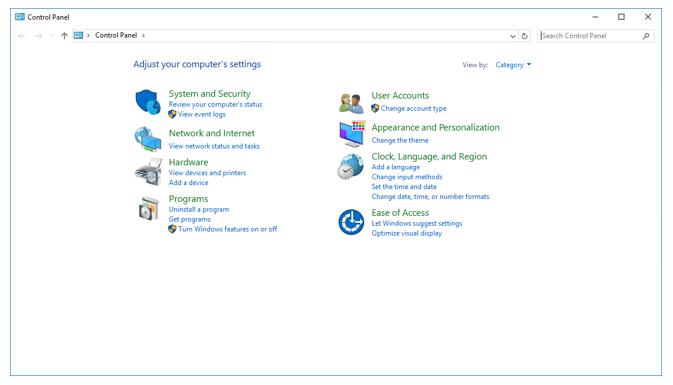 Control Panel
Control Panel
Search Control Panel
Adjust your computer's settings
View by: Category
System and Security
Review your computer's status
View event logs
Network and Internet
View network status and tasks
Hardware
View devices and printers
Add a device
Programs
Uninstall a program
Get programs
Turn Windows features on or off
User Accounts
Change account type
Appearance and Personalization
Change the theme
Clock, Language, and Region
Add a language
Change input methods
Set the time and date
Change date, time, or number formats
Ease of Access
Let Windows suggest settings
Optimize visual display